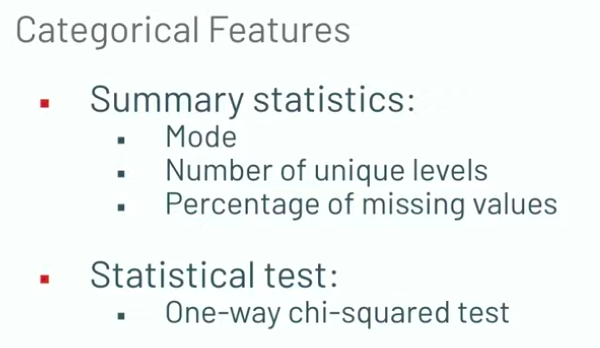 Categorical Features
Summary statistics:
Mode
Number of unique levels
Percentage of missing values
Statistical test:
One-way chi-squared test